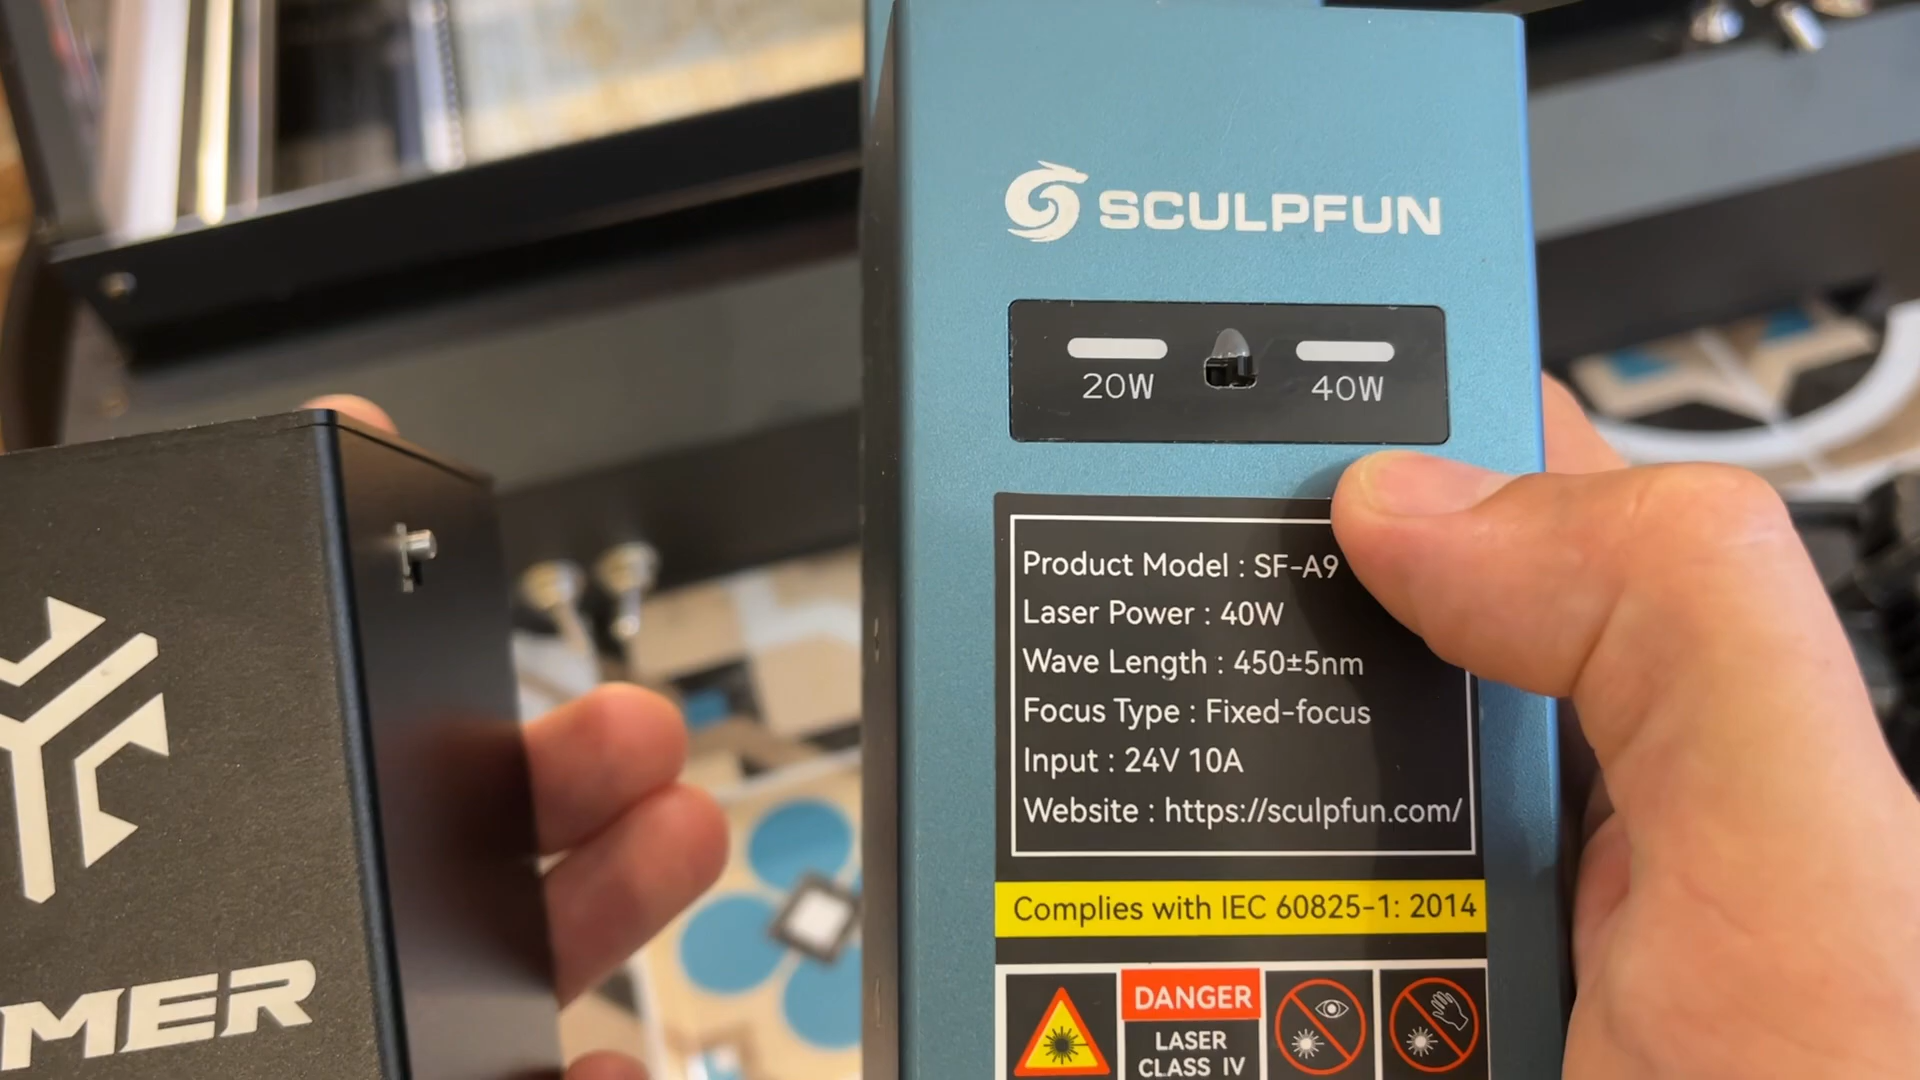 SCULPFUN
20W 40W
Product Model : SF-A9
Laser Power : 40W
Wave Length : 450±5nm
Focus Type : Fixed-focus
Input : 24V 10A
Website : https://sculpfun.com/
Complies with IEC 60825-1: 2014
DANGER
LASER
CLASS IV
MER